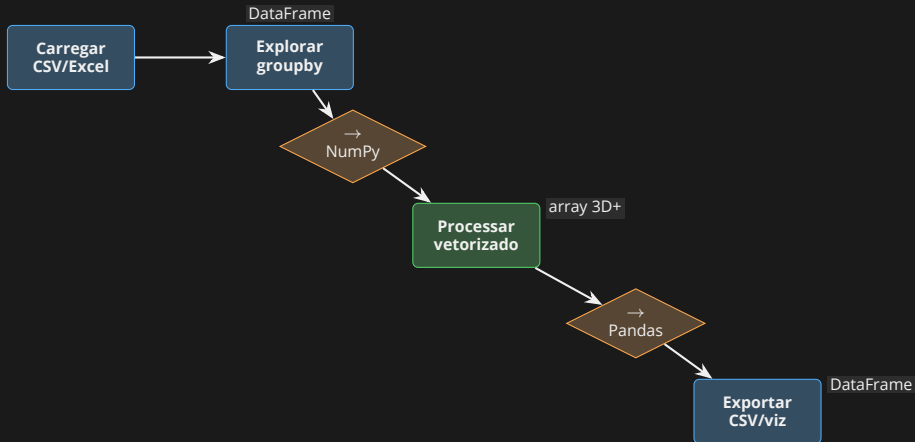 DataFrame
Carregar
CSV/Excel
Explorar
groupby
→
NumPy
Processar
vetorizado
array 3D+
→
Pandas
DataFrame
Exportar
CSV/viz